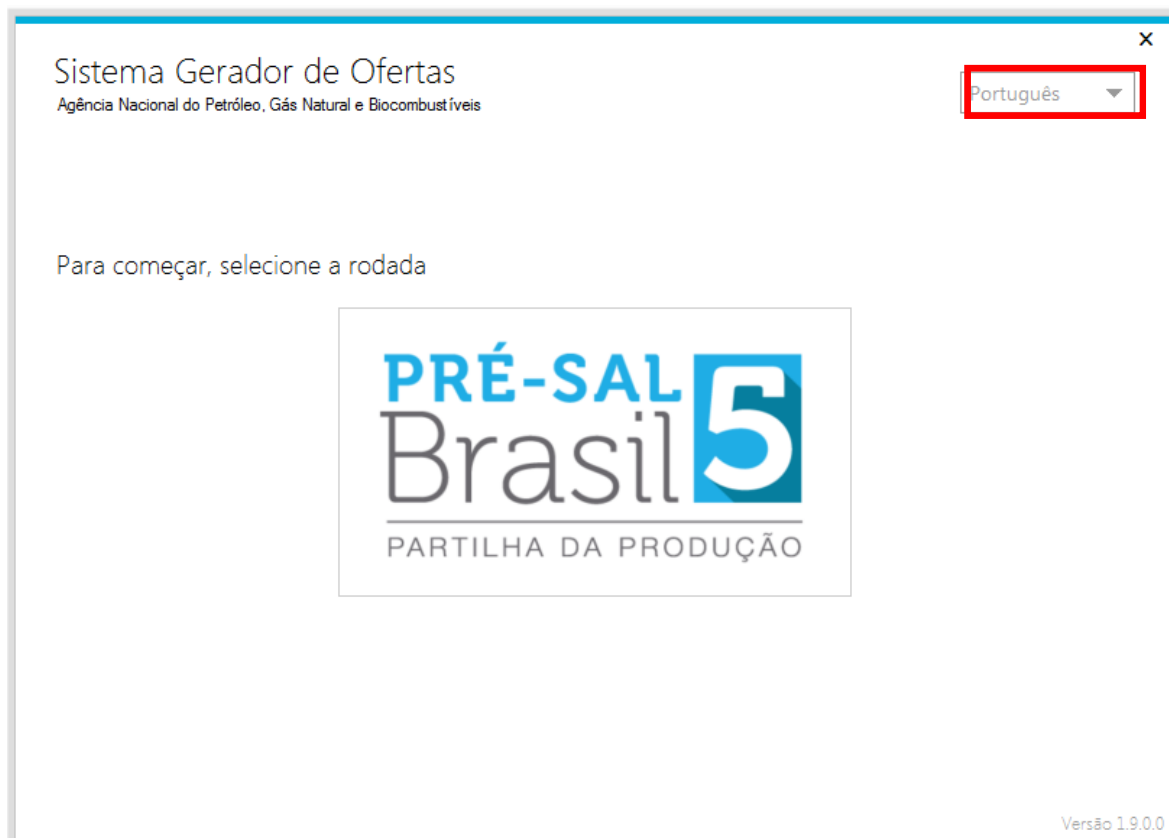 ×
Sistema Gerador de Ofertas
Agência Nacional do Petróleo, Gás Natural e Biocombustíveis
Português
Para começar, selecione a rodada
PRÉ-SAL
Brasil 5
PARTILHA DA PRODUÇÃO
Versão 1.9.0.0